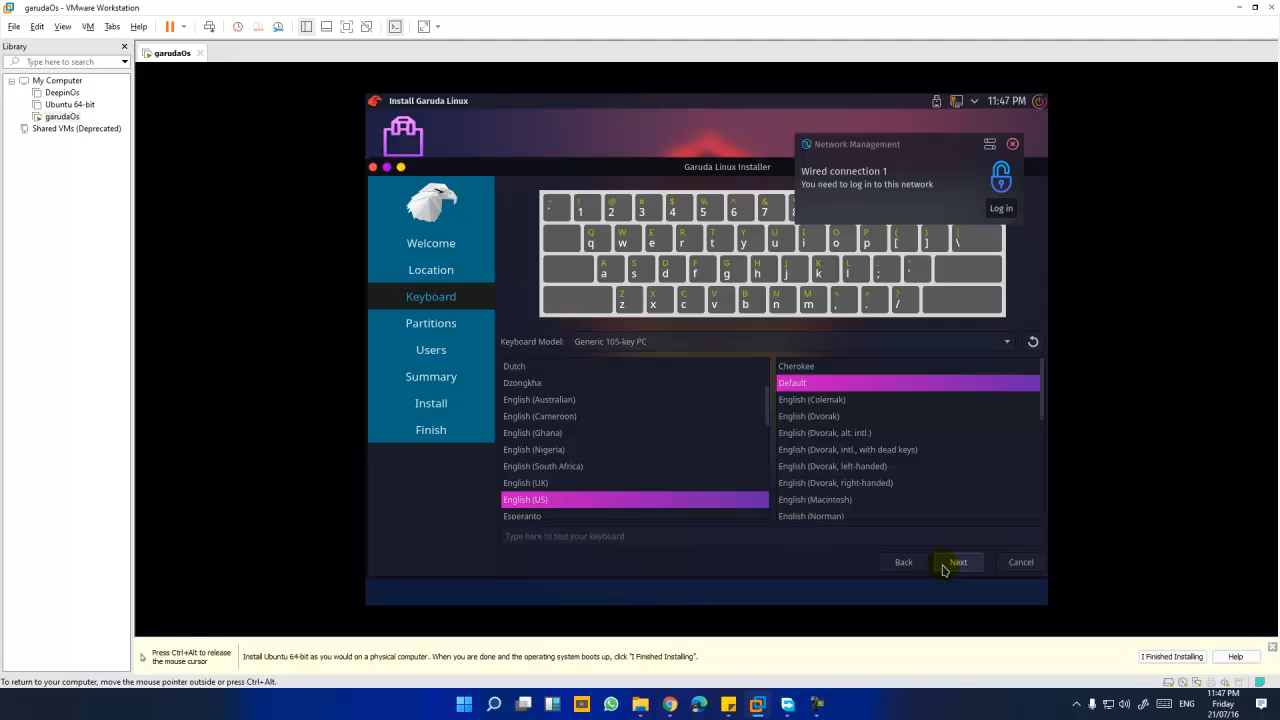 garudaOs - VMware Workstation
File Edit View VM Tabs Help
Library
Type here to search
My Computer
DeepinOs
Ubuntu 64-bit
garudaOs
Shared VMs (Deprecated)
garudaOs
Install Garuda Linux
11:47 PM
Network Management
Wired connection 1
You need to log in to this network
Log in
Garuda Linux Installer
Welcome
Location
Keyboard
Partitions
Users
Summary
Install
Finish
~ ! @ # $ % ^ &
` 1 2 3 4 5 6 7
Q W E R T Y U I O P { } |
q w e r t y u i o p [ ] \
A S D F G H J K L : "
a s d f g h j k l ; '
Z X C V B N M < > ?
z x c v b n m , . /
Keyboard Model: Generic 105-key PC
Dutch
Dzongkha
English (Australian)
English (Cameroon)
English (Ghana)
English (Nigeria)
English (South Africa)
English (UK)
English (US)
Esperanto
Cherokee
Default
English (Colemak)
English (Dvorak)
English (Dvorak, alt. intl.)
English (Dvorak, intl., with dead keys)
English (Dvorak, left-handed)
English (Dvorak, right-handed)
English (Macintosh)
English (Norman)
Type here to test your keyboard
Back Next Cancel
Press Ctrl+Alt to release
the mouse cursor
Install Ubuntu 64-bit as you would on a physical computer. When you are done and the operating system boots up, click "I Finished Installing".
I Finished Installing Help
To return to your computer, move the mouse pointer outside or press Ctrl+Alt.
ENG
11:47 PM
Friday
21/07/16